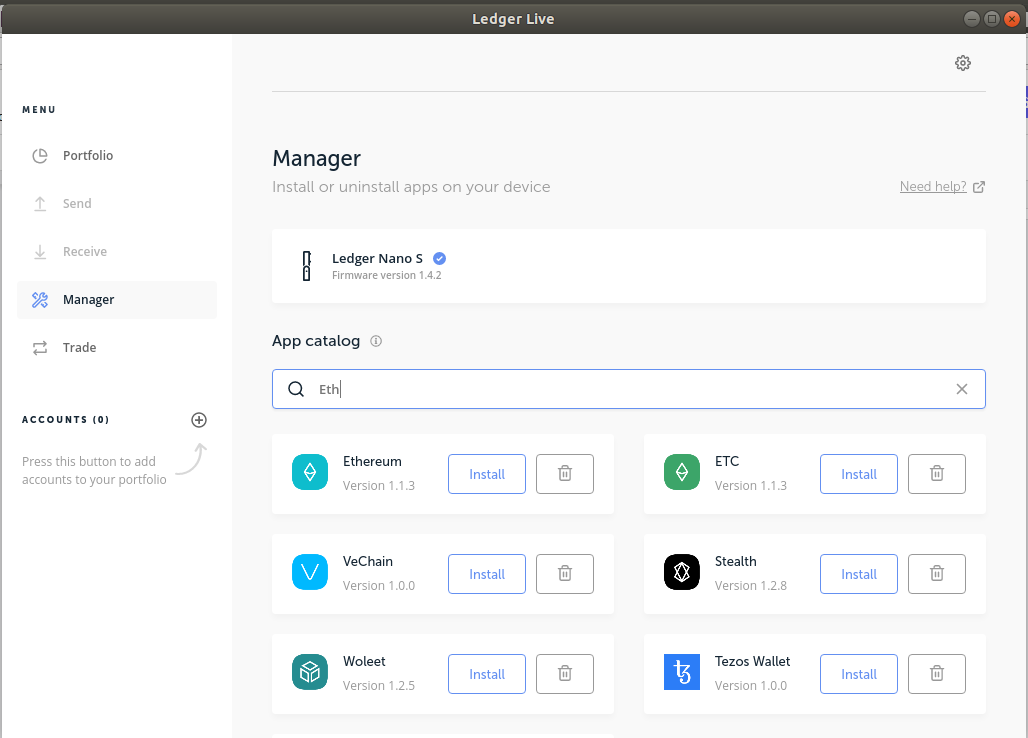 Ledger Live
MENU
Portfolio
Send
Receive
Manager
Trade
ACCOUNTS (0)
Press this button to add
accounts to your portfolio
Manager
Install or uninstall apps on your device
Need help?
Ledger Nano S
Firmware version 1.4.2
App catalog
Eth
Ethereum
Version 1.1.3
Install
ETC
Version 1.1.3
Install
VeChain
Version 1.0.0
Install
Stealth
Version 1.2.8
Install
Woleet
Version 1.2.5
Install
Tezos Wallet
Version 1.0.0
Install